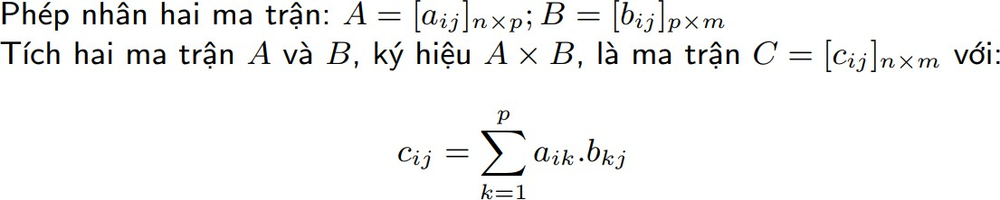 Phép nhân hai ma trận: $A = [a_{ij}]_{n \times p}; B = [b_{ij}]_{p \times m}$
Tích hai ma trận $A$ và $B$, ký hiệu $A \times B$, là ma trận $C = [c_{ij}]_{n \times m}$ với:
$c_{ij} = \sum_{k=1}^{p} a_{ik}.b_{kj}$